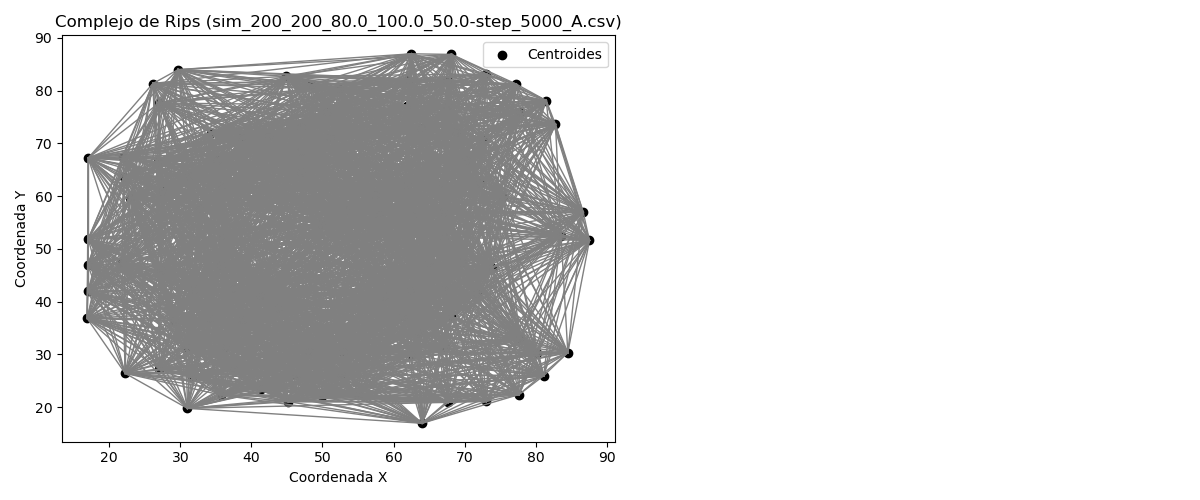 Complejo de Rips (sim_200_200_80.0_100.0_50.0-step_5000_A.csv)
90
80
70
60
50
40
30
20
Coordenada Y
Centroides
20 30 40 50 60 70 80 90
Coordenada X